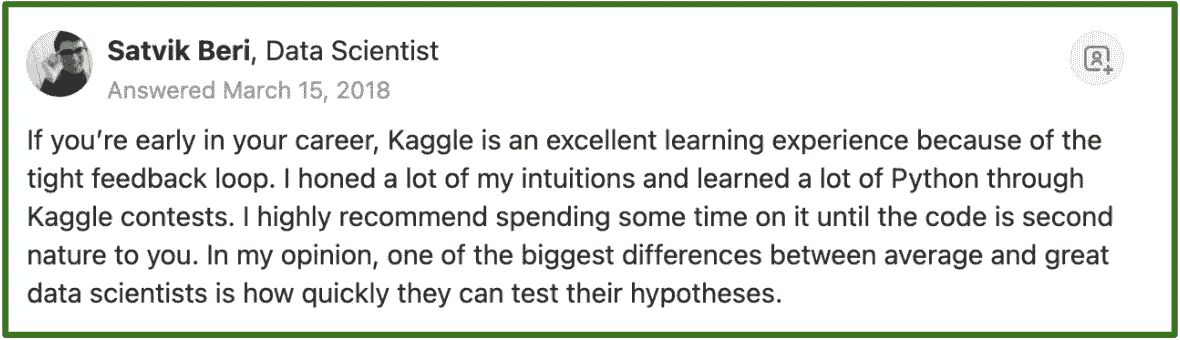 Satvik Beri, Data Scientist
Answered March 15, 2018
If you’re early in your career, Kaggle is an excellent learning experience because of the
tight feedback loop. I honed a lot of my intuitions and learned a lot of Python through
Kaggle contests. I highly recommend spending some time on it until the code is second
nature to you. In my opinion, one of the biggest differences between average and great
data scientists is how quickly they can test their hypotheses.